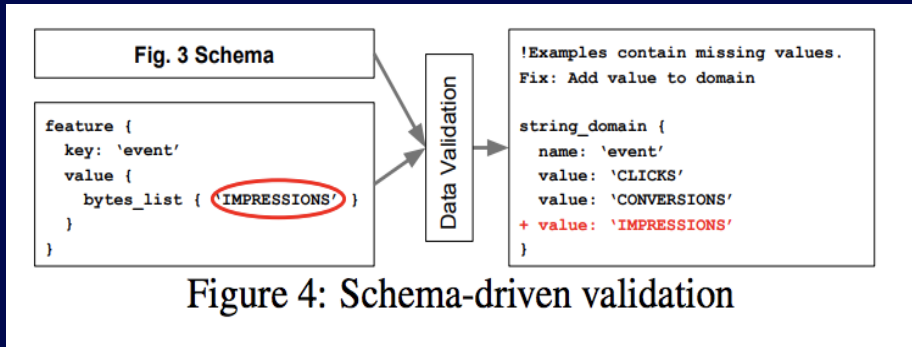 Fig. 3 Schema
feature {
key: ‘event’
value {
bytes_list { ‘IMPRESSIONS’ }
}
}
Data Validation
!Examples contain missing values.
Fix: Add value to domain
string_domain {
name: ‘event’
value: ‘CLICKS’
value: ‘CONVERSIONS’
+ value: ‘IMPRESSIONS’
}
Figure 4: Schema-driven validation